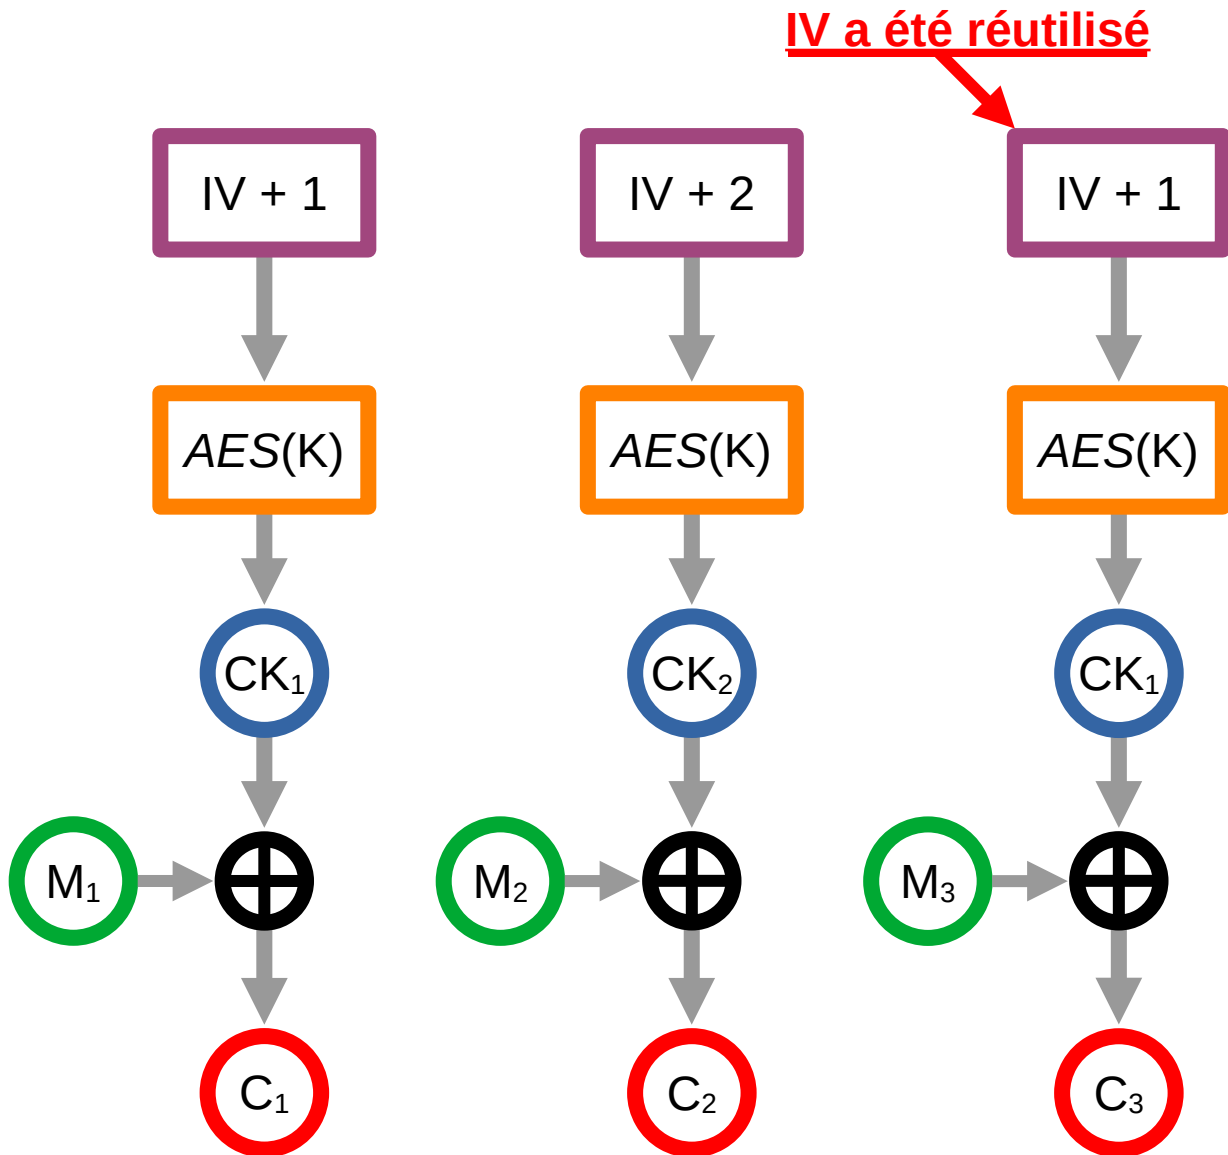 IV a été réutilisé
IV + 1
IV + 2
IV + 1
AES(K)
AES(K)
AES(K)
CK₁
CK₂
CK₁
M₁
M₂
M₃
C₁
C₂
C₃